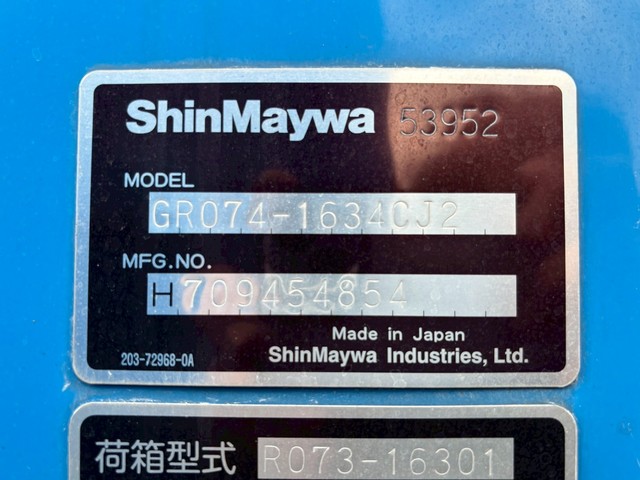 ShinMaywa 53952
MODEL
GR074-1634CJ2
MFG.NO.
H709454854
Made in Japan
203-72968-0A ShinMaywa Industries, Ltd.
荷箱型式 R073-16301